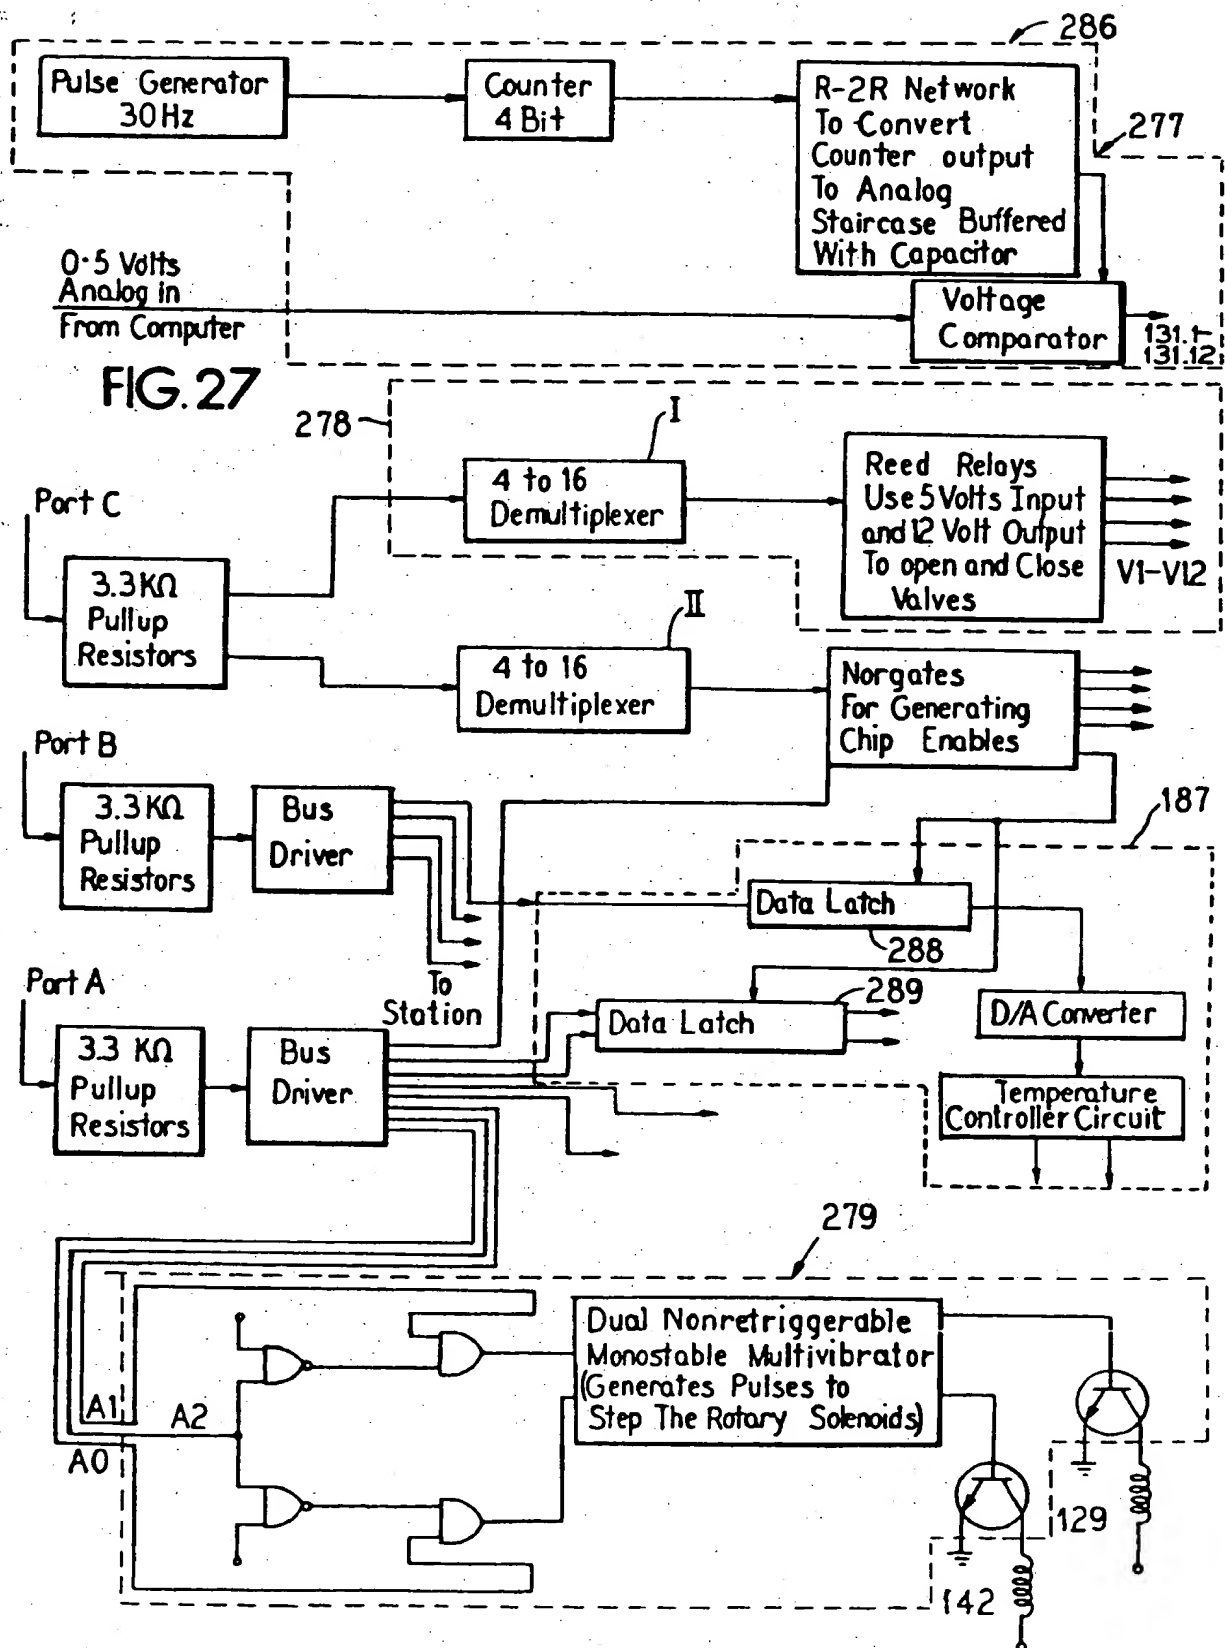 286
Pulse Generator
30Hz
Counter
4 Bit
R-2R Network
To Convert
Counter output
To Analog
Staircase Buffered
With Capacitor
277
0·5 Volts
Analog in
From Computer
Voltage
Comparator
131.1-
131.12
FIG.27
278
I
4 to 16
Demultiplexer
Reed Relays
Use 5 Volts Input
and 12 Volt Output
To open and Close
Valves
V1-V12
Port C
3.3KΩ
Pullup
Resistors
II
4 to 16
Demultiplexer
Norgates
For Generating
Chip Enables
Port B
3.3KΩ
Pullup
Resistors
Bus
Driver
187
Data Latch
288
To
Station
Port A
3.3 KΩ
Pullup
Resistors
Bus
Driver
289
Data Latch
D/A Converter
Temperature
Controller Circuit
279
Dual Nonretriggerable
Monostable Multivibrator
(Generates Pulses to
Step The Rotary Solenoids)
A1
A2
A0
129
142